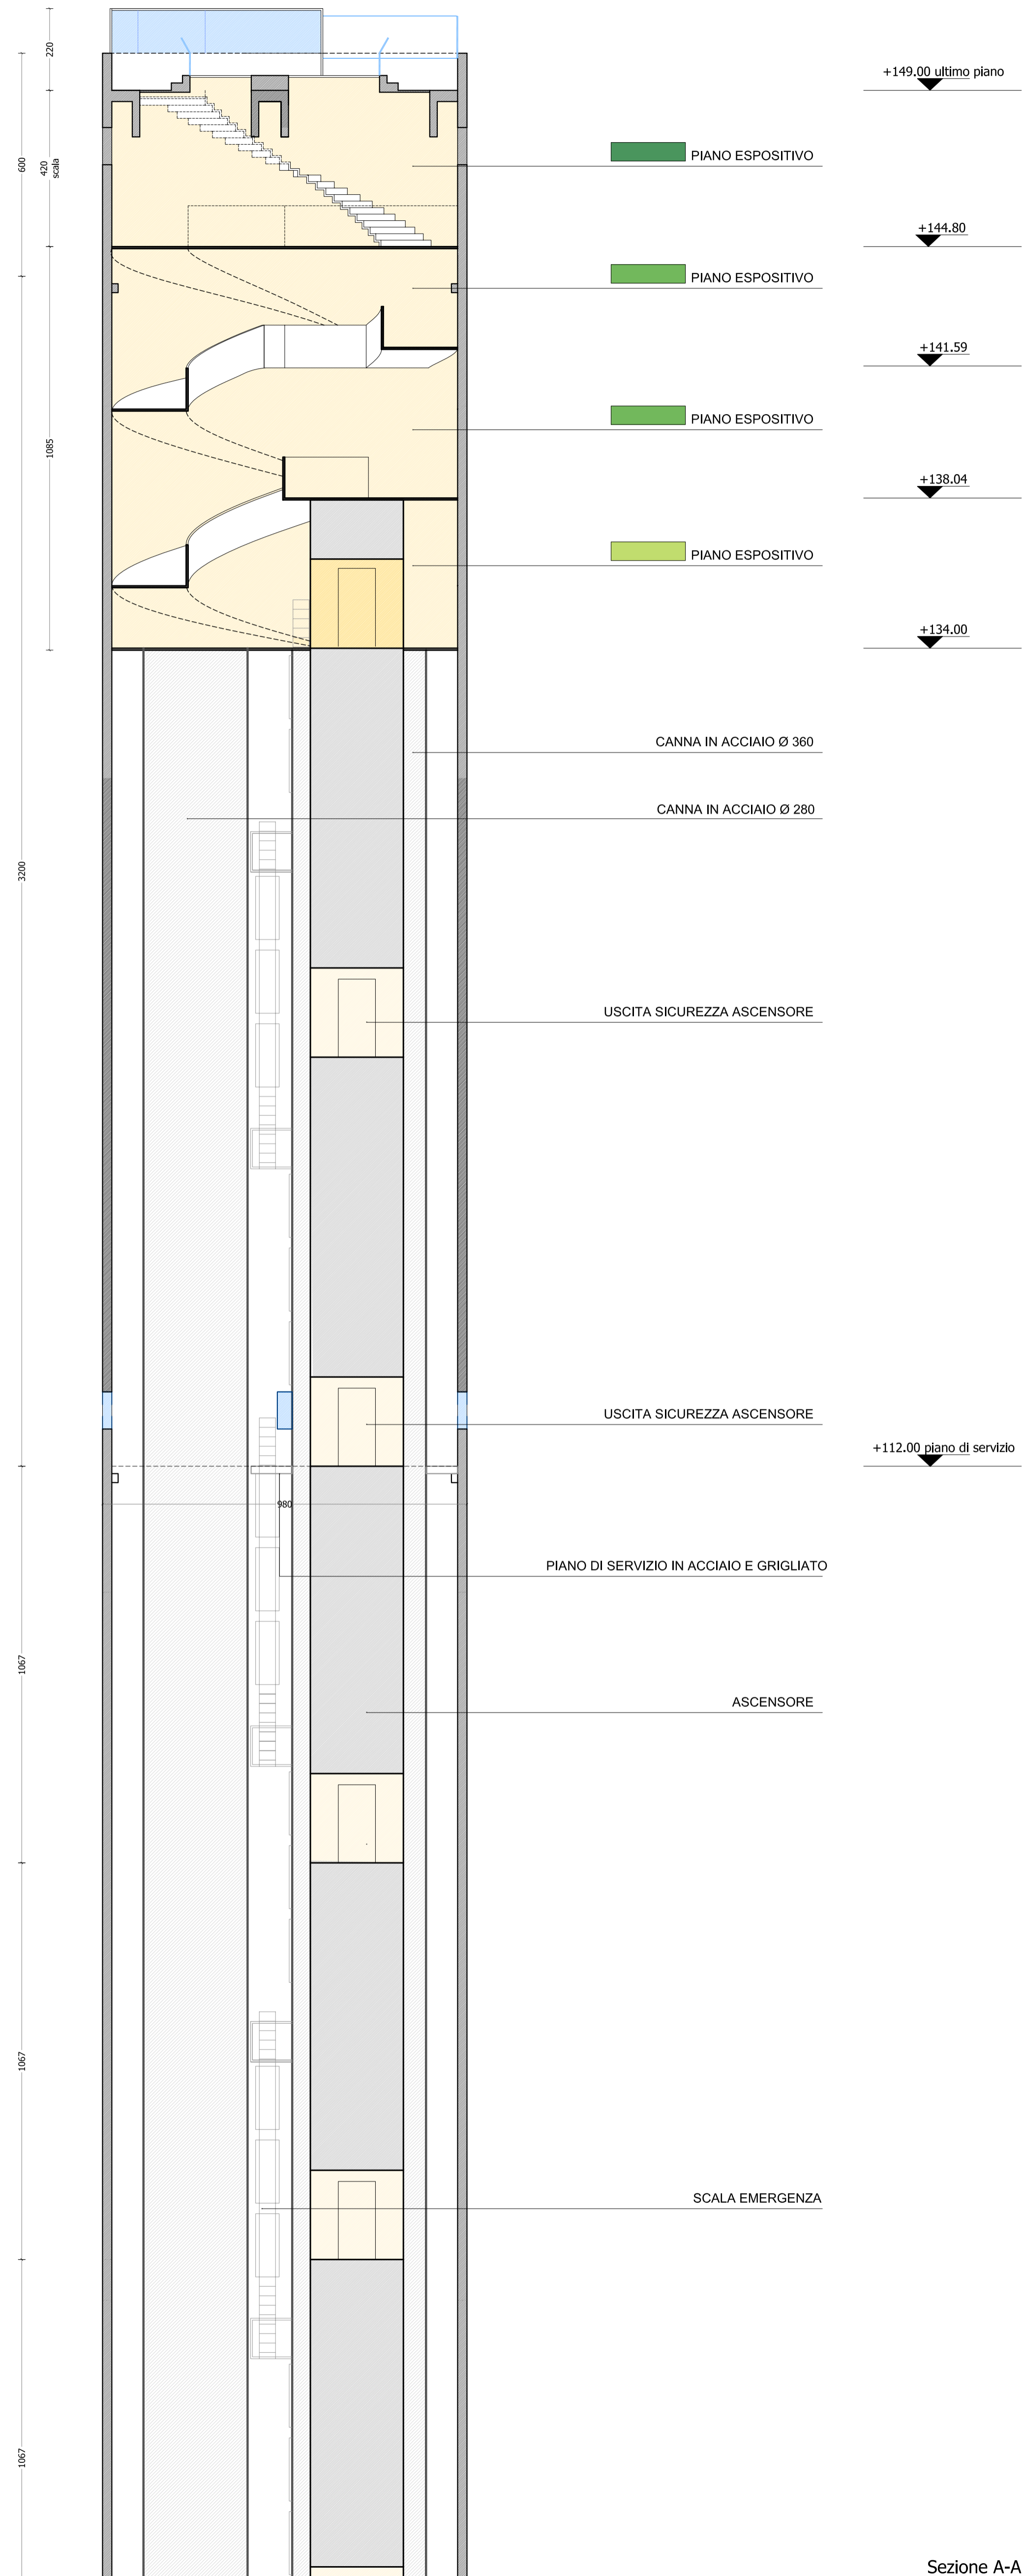 220
+149.00 ultimo piano
600
420
scala
PIANO ESPOSITIVO
+144.80
PIANO ESPOSITIVO
+141.59
1085
PIANO ESPOSITIVO
+138.04
PIANO ESPOSITIVO
+134.00
CANNA IN ACCIAIO Ø 360
CANNA IN ACCIAIO Ø 280
3200
USCITA SICUREZZA ASCENSORE
USCITA SICUREZZA ASCENSORE
+112.00 piano di servizio
980
PIANO DI SERVIZIO IN ACCIAIO E GRIGLIATO
1067
ASCENSORE
1067
SCALA EMERGENZA
1067
Sezione A-A